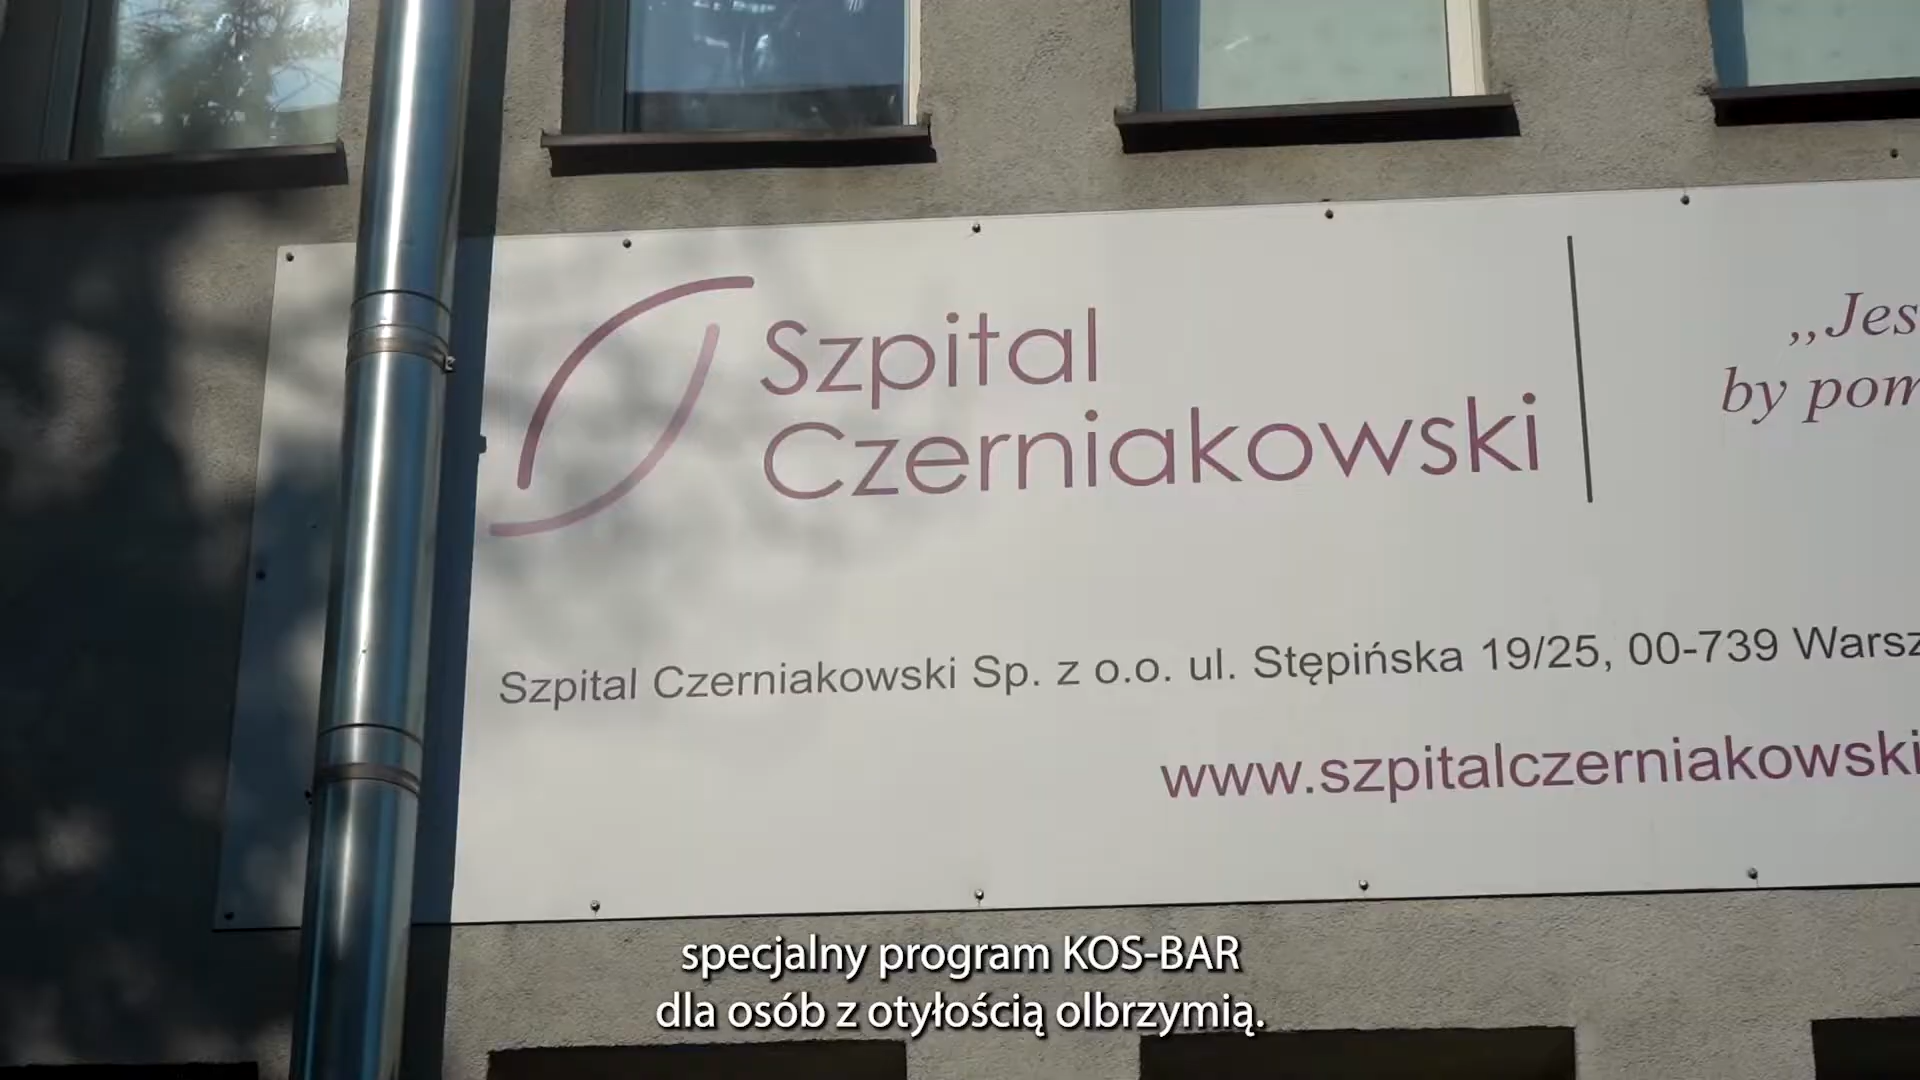 Szpital
Czerniakowski
„Jes
by pom
Szpital Czerniakowski Sp. z o.o. ul. Stępińska 19/25, 00-739 Warsz
www.szpitalczerniakowski
specjalny program KOS-BAR
dla osób z otyłością olbrzymią.